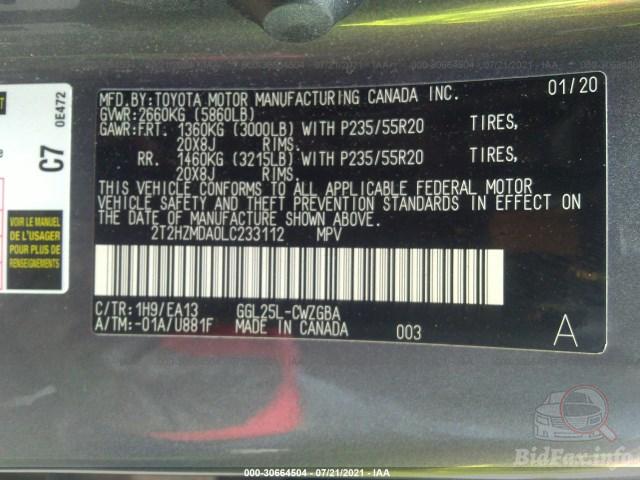 000-30664504 - 07/21/2021 - IAA
MFD.BY:TOYOTA MOTOR MANUFACTURING CANADA INC. 01/20
GVWR:2660KG (5860LB)
GAWR:FRT. 1360KG (3000LB) WITH P235/55R20 TIRES,
20X8J RIMS.
RR. 1460KG (3215LB) WITH P235/55R20 TIRES,
20X8J RIMS.
THIS VEHICLE CONFORMS TO ALL APPLICABLE FEDERAL MOTOR
VEHICLE SAFETY AND THEFT PREVENTION STANDARDS IN EFFECT ON
THE DATE OF MANUFACTURE SHOWN ABOVE.
2T2HZMDA0LC233112 MPV
C/TR: 1H9/EA13 GGL25L-CWZGBA
A/TM:-01A/U881F MADE IN CANADA 003 A
C7
0E472
VOIR LE MANUEL
DE L'USAGER
POUR PLUS DE
RENSEIGNEMENTS
BidFax.info
000-30664504 - 07/21/2021 - IAA